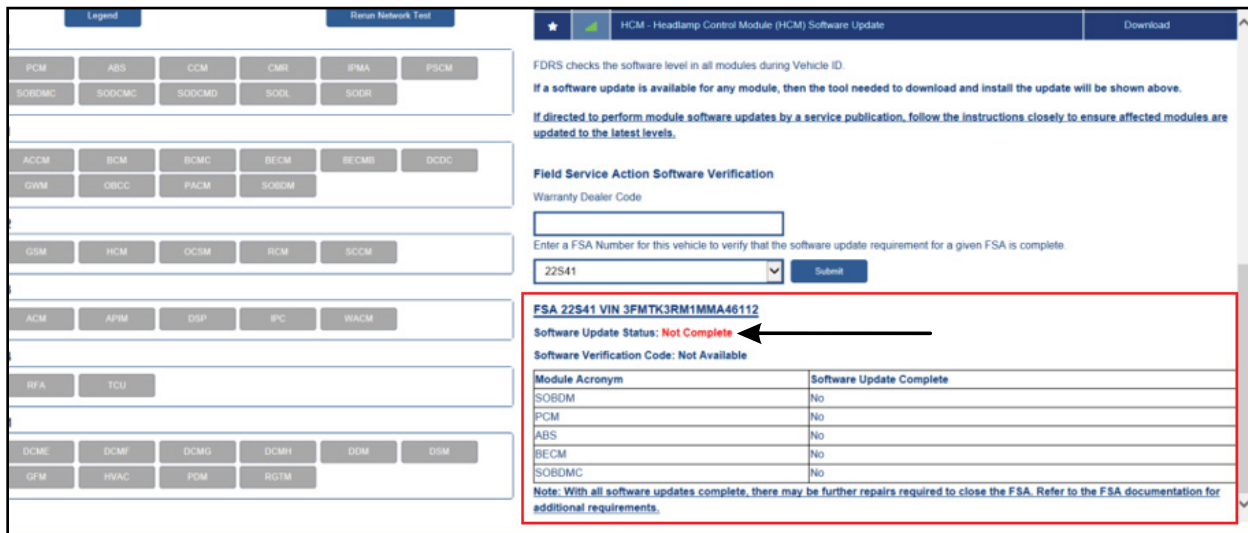 Legend
Rerun Network Test
PCM ABS CCM CMR IPMA PSCM
SOBDMC SODCMC SODCMD SODL SODR
ACCM BCM BCMC BECM BECMB DCDC
GWM OBCC PACM SOBDM
GSM HCM OCSM RCM SCCM
ACM APIM DSP IPC WACM
RFA TCU
DCME DCMF DCMG DCMH DDM DSM
GFM HVAC PDM RGTM
HCM - Headlamp Control Module (HCM) Software Update Download
FDRS checks the software level in all modules during Vehicle ID.
If a software update is available for any module, then the tool needed to download and install the update will be shown above.
If directed to perform module software updates by a service publication, follow the instructions closely to ensure affected modules are
updated to the latest levels.
Field Service Action Software Verification
Warranty Dealer Code
Enter a FSA Number for this vehicle to verify that the software update requirement for a given FSA is complete.
22S41 Submit
FSA 22S41 VIN 3FMTK3RM1MMA46112
Software Update Status: Not Complete
Software Verification Code: Not Available
Module Acronym Software Update Complete
SOBDM No
PCM No
ABS No
BECM No
SOBDMC No
Note: With all software updates complete, there may be further repairs required to close the FSA. Refer to the FSA documentation for
additional requirements.